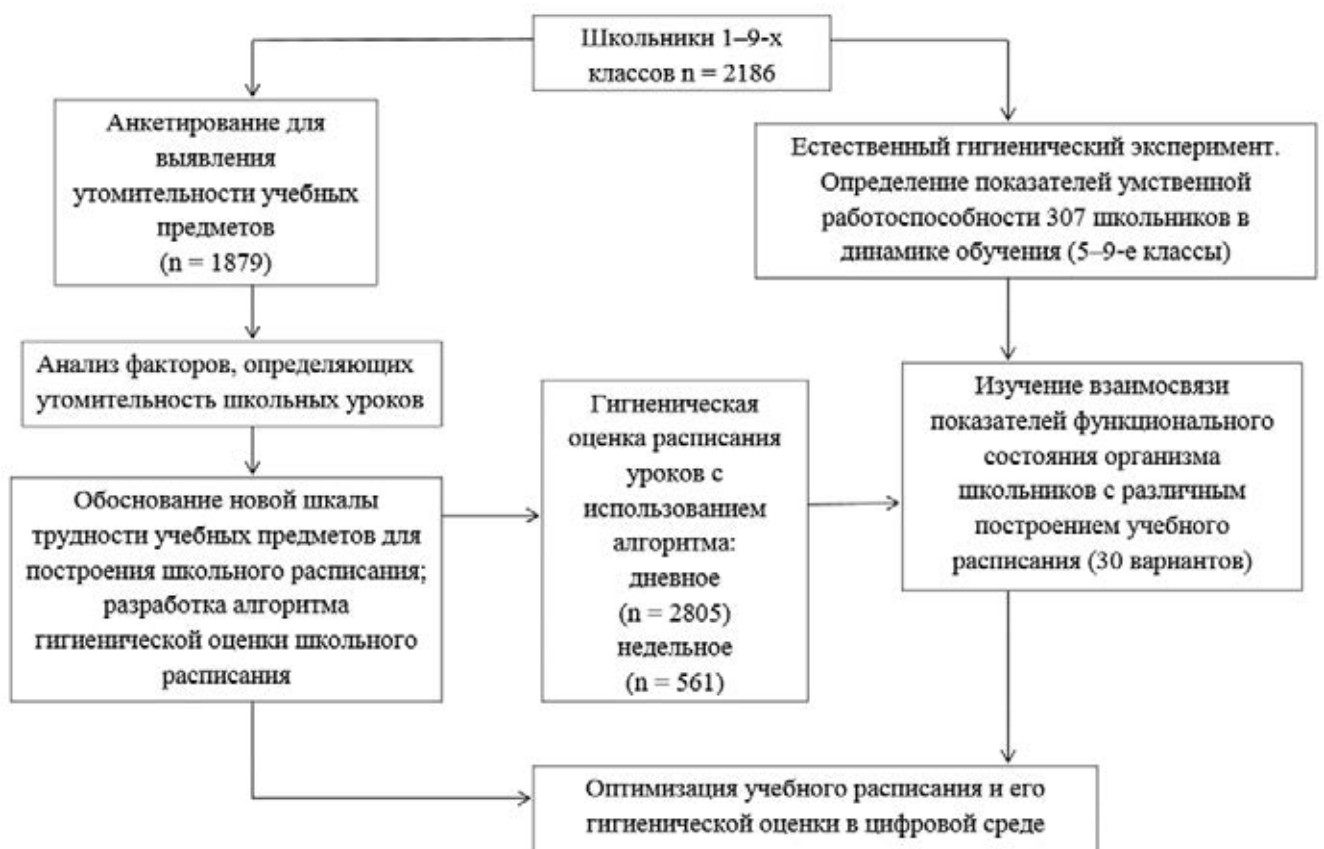 Школьники 1–9-х
классов n = 2186
Анкетирование для
выявления
утомительности учебных
предметов
(n = 1879)
Естественный гигиенический эксперимент.
Определение показателей умственной
работоспособности 307 школьников в
динамике обучения (5–9-е классы)
Анализ факторов, определяющих
утомительность школьных уроков
Обоснование новой шкалы
трудности учебных предметов для
построения школьного расписания;
разработка алгоритма
гигиенической оценки школьного
расписания
Гигиеническая
оценка расписания
уроков с
использованием
алгоритма:
дневное
(n = 2805)
недельное
(n = 561)
Изучение взаимосвязи
показателей функционального
состояния организма
школьников с различным
построением учебного
расписания (30 вариантов)
Оптимизация учебного расписания и его
гигиенической оценки в цифровой среде